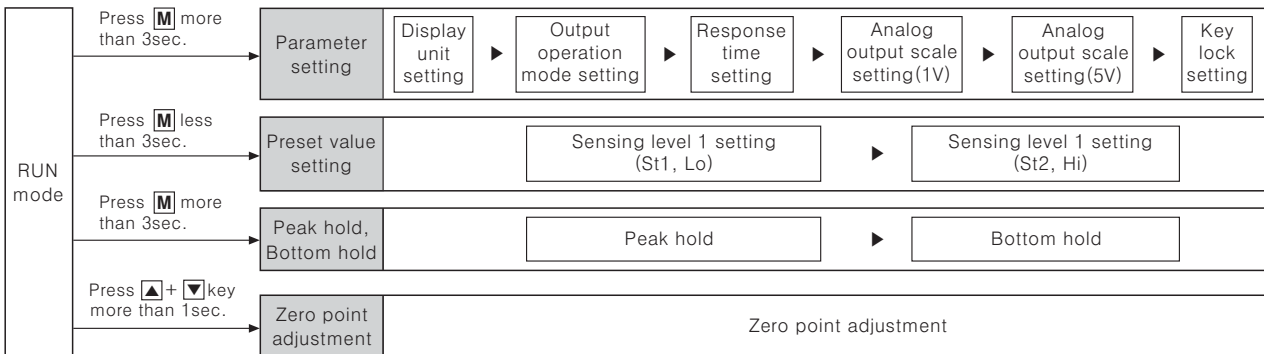 RUN
mode
Press M more
than 3sec.
Parameter
setting
Display
unit
setting
▶
Output
operation
mode setting
▶
Response
time
setting
▶
Analog
output scale
setting(1V)
▶
Analog
output scale
setting(5V)
▶
Key
lock
setting
Press M less
than 3sec.
Preset value
setting
Sensing level 1 setting
(St1, Lo)
▶
Sensing level 1 setting
(St2, Hi)
Press M more
than 3sec.
Peak hold,
Bottom hold
Peak hold
▶
Bottom hold
Press ▲+▼key
more than 1sec.
Zero point
adjustment
Zero point adjustment